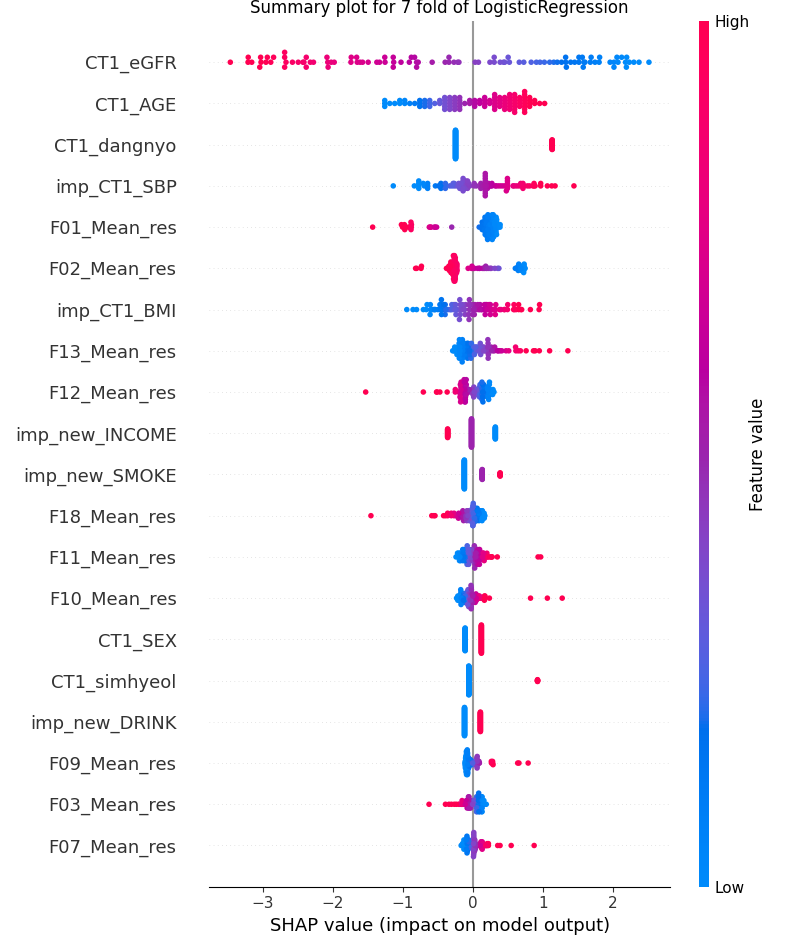 Summary plot for 7 fold of LogisticRegression
High
CT1_eGFR
CT1_AGE
CT1_dangnyo
imp_CT1_SBP
F01_Mean_res
F02_Mean_res
imp_CT1_BMI
F13_Mean_res
F12_Mean_res
imp_new_INCOME
imp_new_SMOKE
F18_Mean_res
F11_Mean_res
F10_Mean_res
CT1_SEX
CT1_simhyeol
imp_new_DRINK
F09_Mean_res
F03_Mean_res
F07_Mean_res
Feature value
Low
−3 −2 −1 0 1 2
SHAP value (impact on model output)